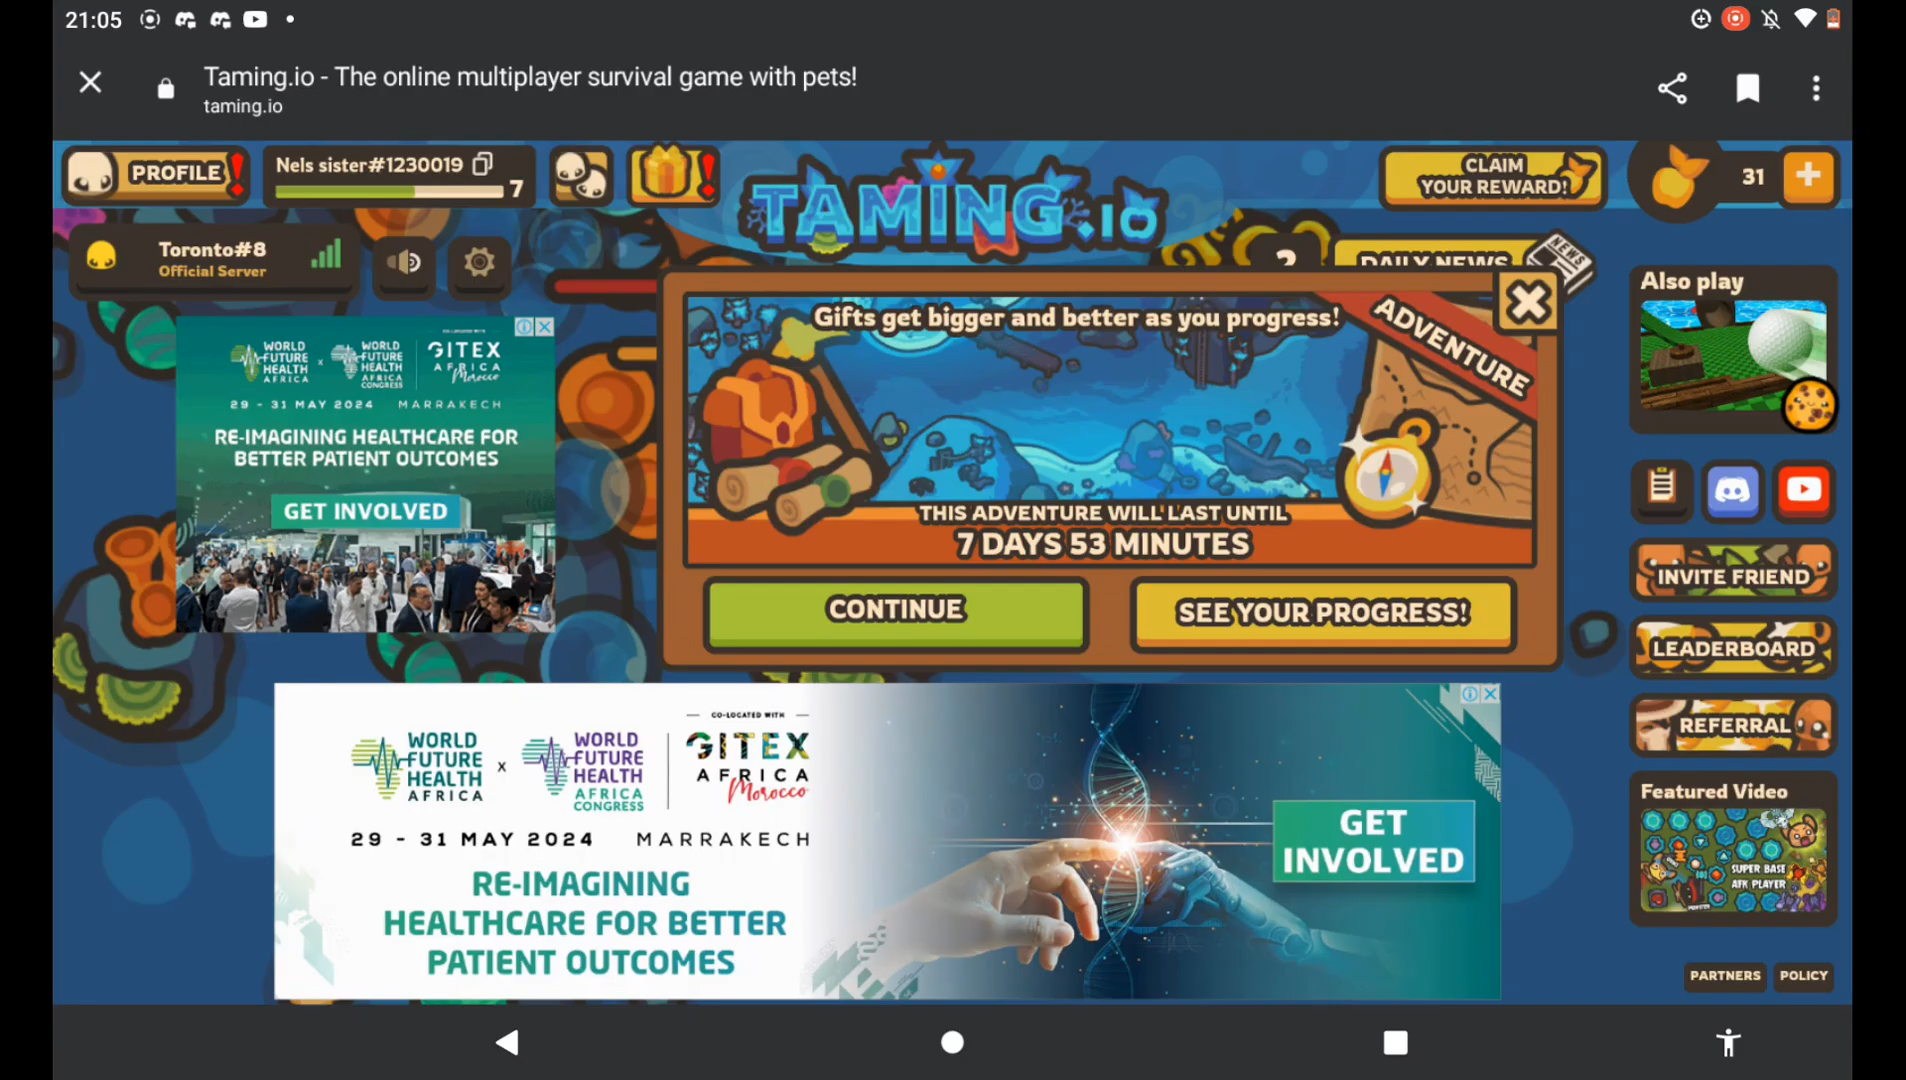 21:05
Taming.io - The online multiplayer survival game with pets!
taming.io
PROFILE !
Nels sister#1230019
7
!
TAMING.io
CLAIM
YOUR REWARD!
31
Toronto#8
Official Server
2
DAILY NEWS
NEWS
Gifts get bigger and better as you progress!
ADVENTURE
THIS ADVENTURE WILL LAST UNTIL
7 DAYS 53 MINUTES
CONTINUE
SEE YOUR PROGRESS!
Also play
INVITE FRIEND
LEADERBOARD
REFERRAL
Featured Video
SUPER BASE
AFK PLAYER
PARTNERS
POLICY
WORLD FUTURE HEALTH AFRICA x WORLD FUTURE HEALTH AFRICA CONGRESS
GITEX
AFRICA
Morocco
29 - 31 MAY 2024 MARRAKECH
RE-IMAGINING HEALTHCARE FOR
BETTER PATIENT OUTCOMES
GET INVOLVED
CO-LOCATED WITH
WORLD FUTURE HEALTH AFRICA x WORLD FUTURE HEALTH AFRICA CONGRESS
GITEX
AFRICA
Morocco
29 - 31 MAY 2024 MARRAKECH
RE-IMAGINING
HEALTHCARE FOR BETTER
PATIENT OUTCOMES
GET
INVOLVED